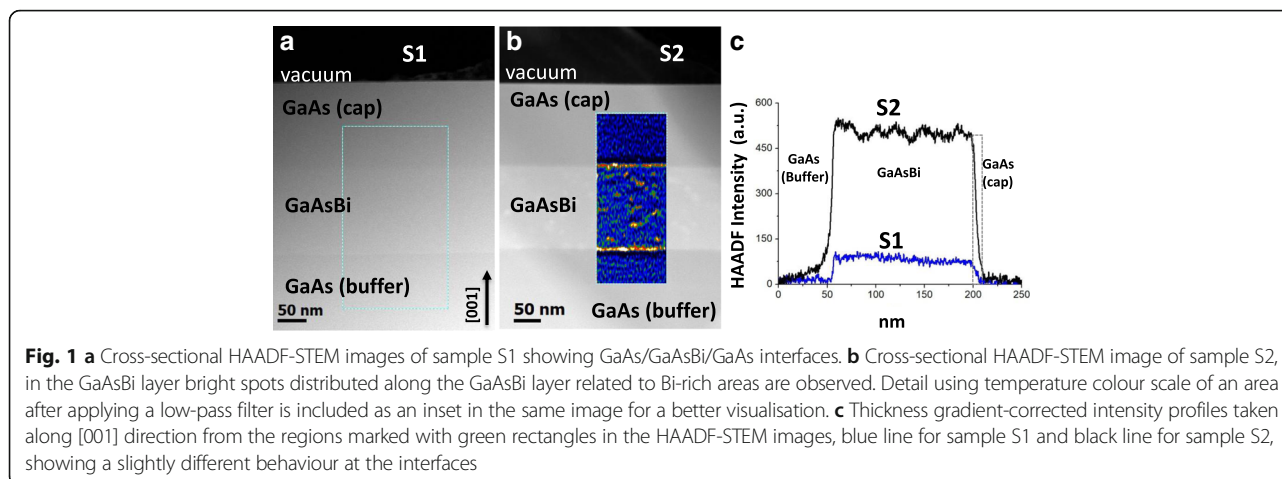 a
S1
vacuum
GaAs (cap)
GaAsBi
GaAs (buffer)
50 nm
[001]
b
S2
vacuum
GaAs (cap)
GaAsBi
50 nm
GaAs (buffer)
c
HAADF Intensity (a.u.)
600
450
300
150
0
S2
GaAs
(Buffer)
GaAsBi
GaAs
(cap)
S1
0
50
100
150
200
250
nm
Fig. 1 a Cross-sectional HAADF-STEM images of sample S1 showing GaAs/GaAsBi/GaAs interfaces. b Cross-sectional HAADF-STEM image of sample S2,
in the GaAsBi layer bright spots distributed along the GaAsBi layer related to Bi-rich areas are observed. Detail using temperature colour scale of an area
after applying a low-pass filter is included as an inset in the same image for a better visualisation. c Thickness gradient-corrected intensity profiles taken
along [001] direction from the regions marked with green rectangles in the HAADF-STEM images, blue line for sample S1 and black line for sample S2,
showing a slightly different behaviour at the interfaces